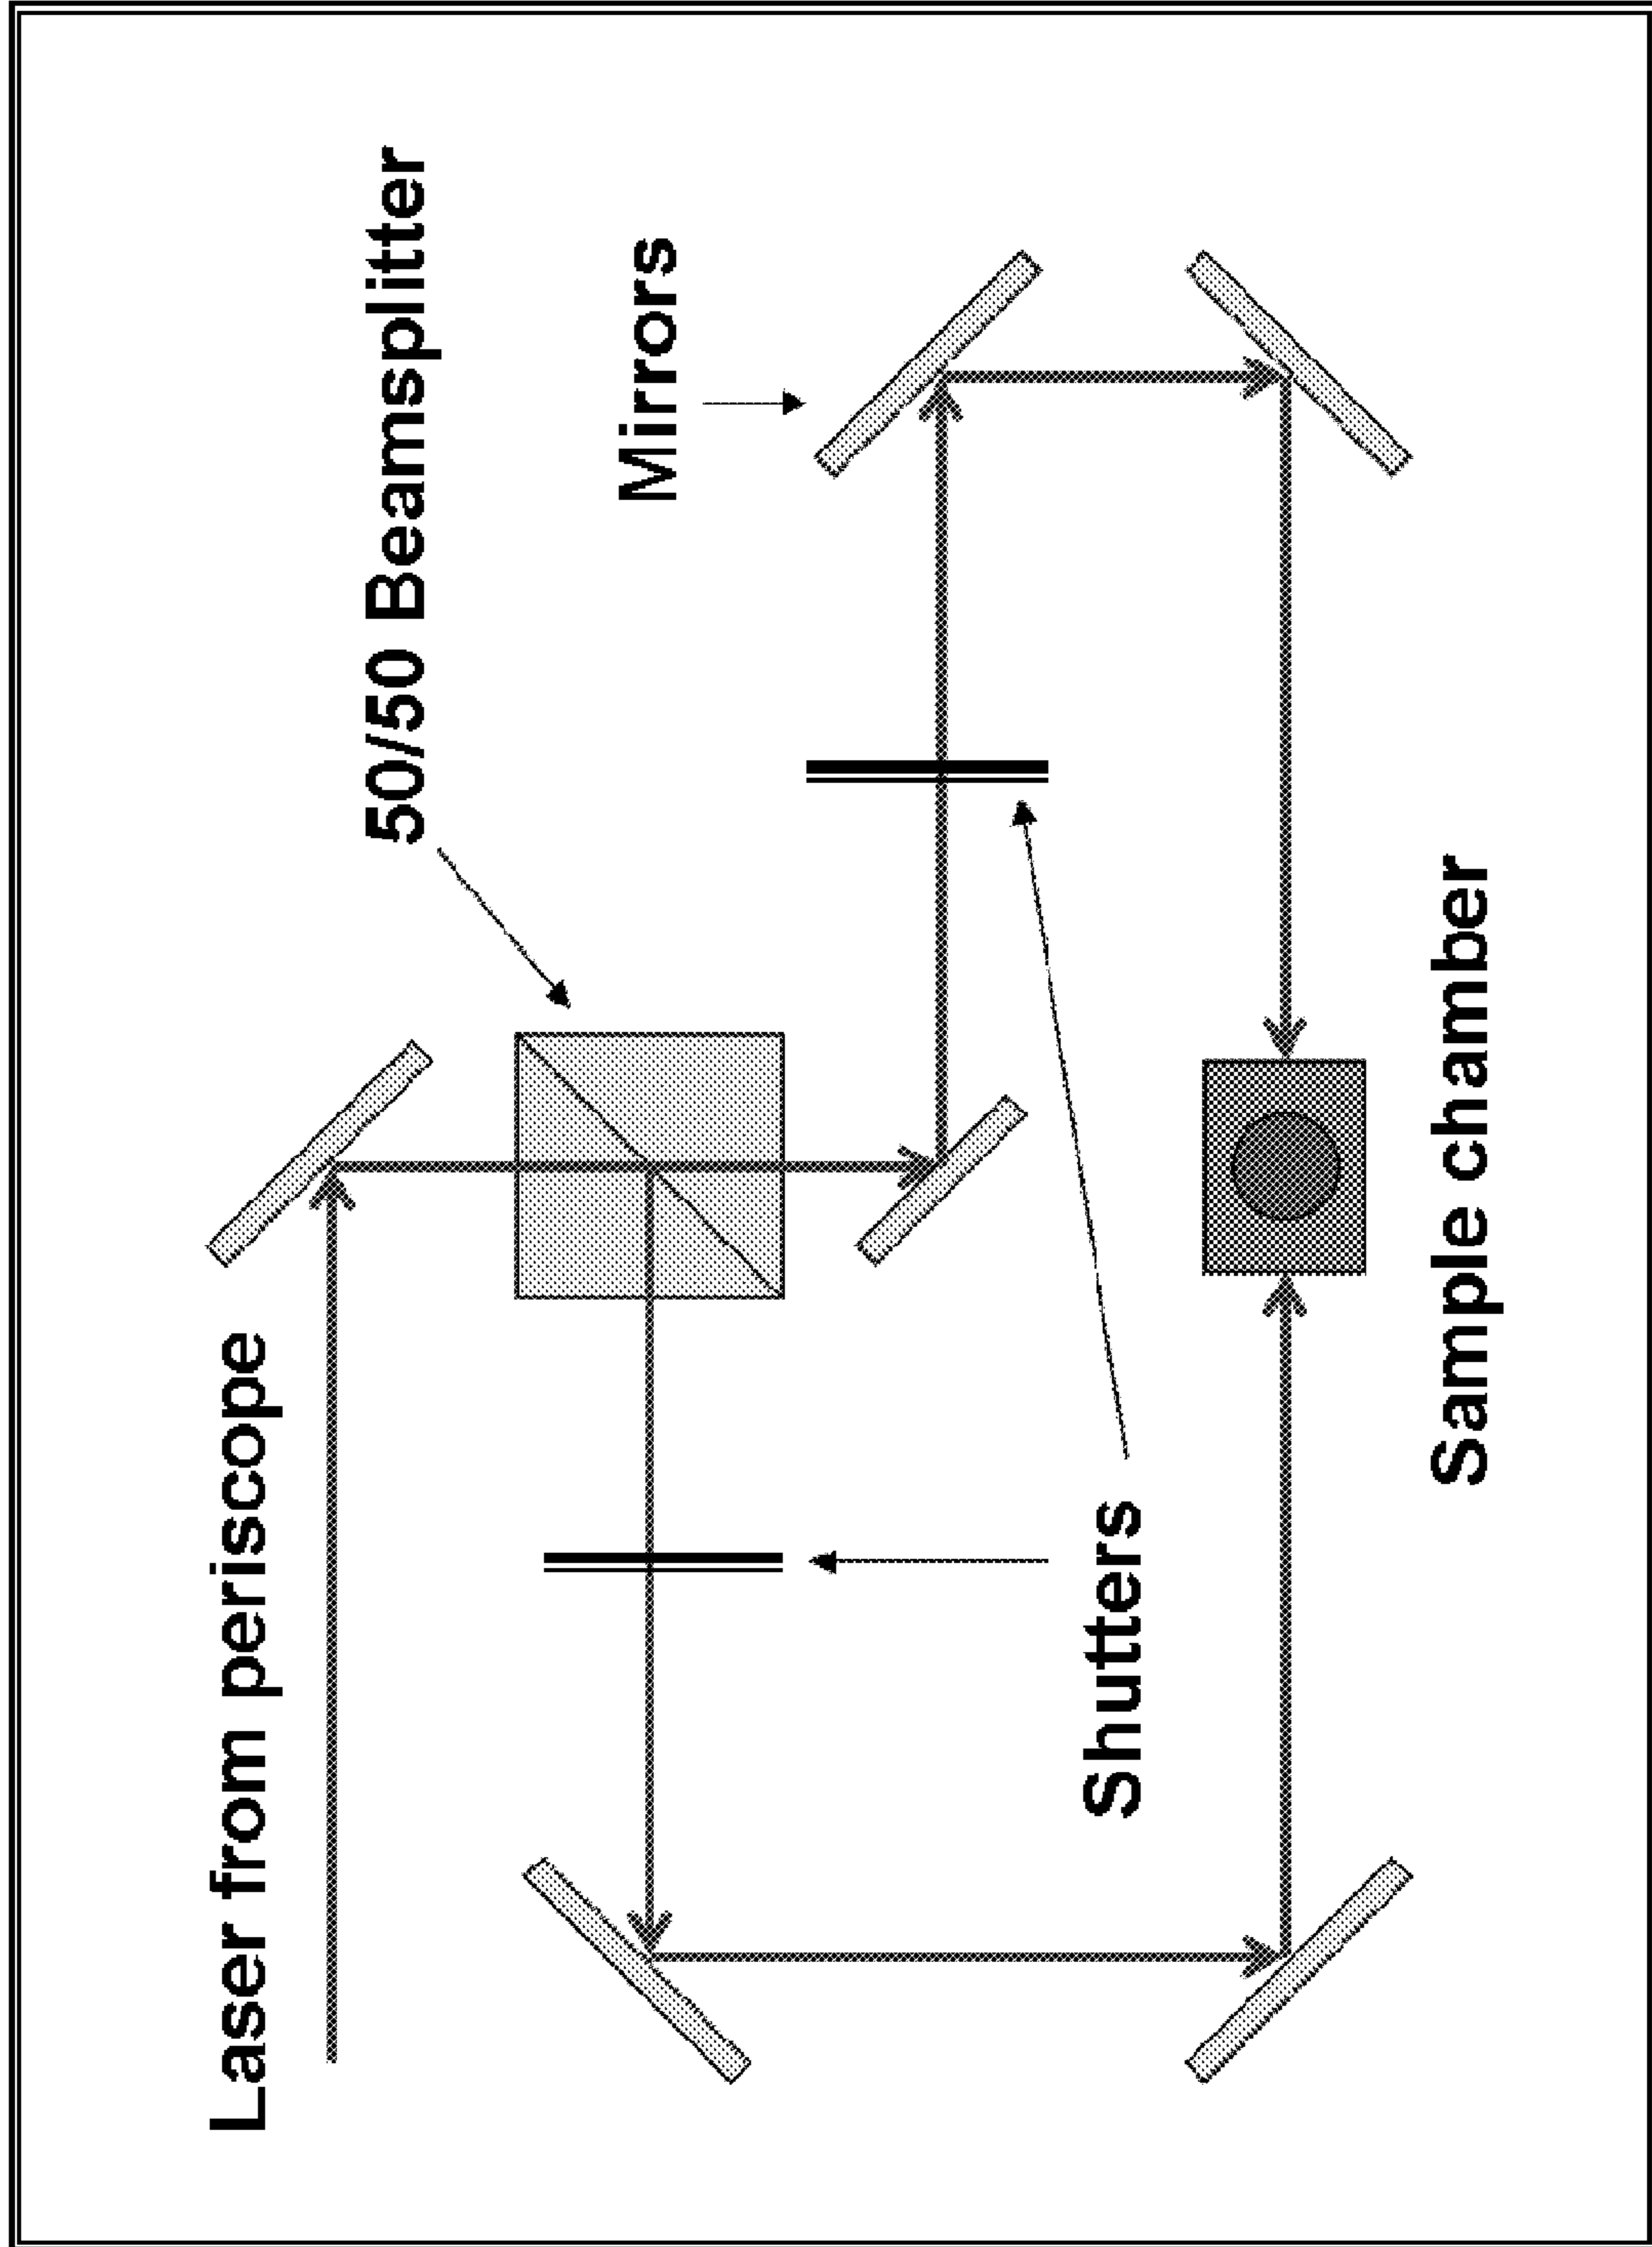 Laser from periscope
50/50 Beamsplitter
Mirrors
Shutters
Sample chamber